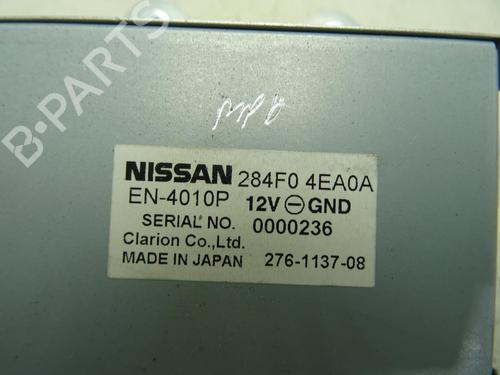 B-PARTS
NISSAN 284F0 4EA0A
EN-4010P 12V ⊖ GND
SERIAL NO. 0000236
Clarion Co.,Ltd.
MADE IN JAPAN 276-1137-08